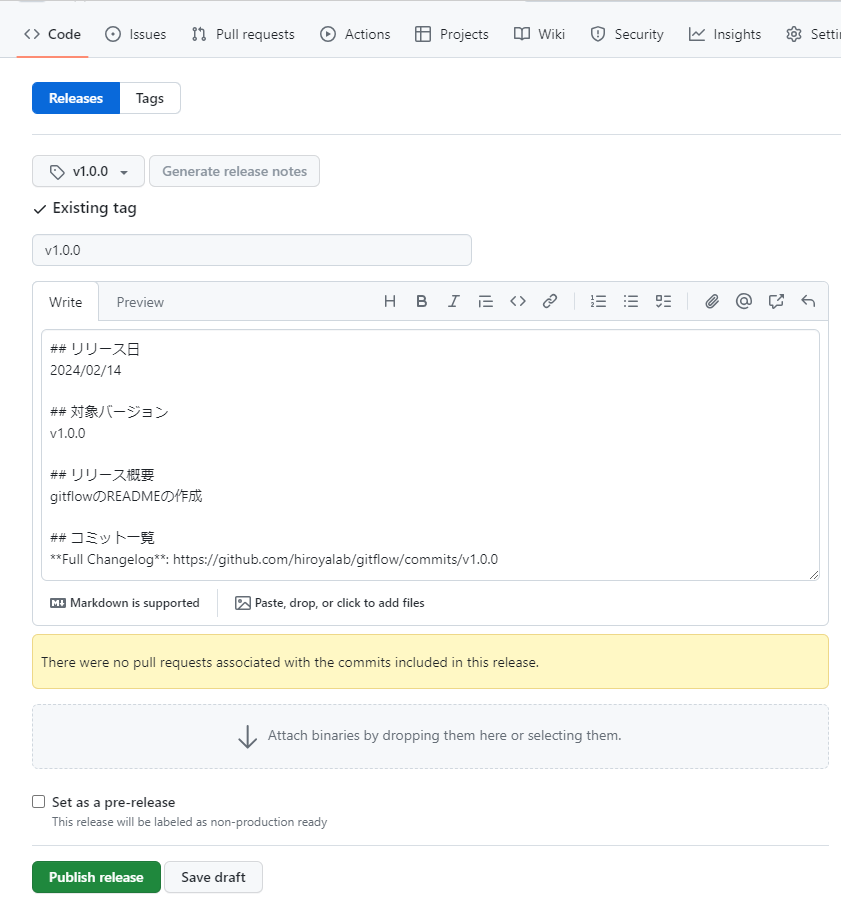 Code Issues Pull requests Actions Projects Wiki Security Insights
Releases Tags
v1.0.0 Generate release notes
Existing tag
v1.0.0
Write Preview
## リリース日
2024/02/14
## 対象バージョン
v1.0.0
## リリース概要
gitflowのREADMEの作成
## コミット一覧
**Full Changelog**: https://github.com/hiroyalab/gitflow/commits/v1.0.0
Markdown is supported Paste, drop, or click to add files
There were no pull requests associated with the commits included in this release.
Attach binaries by dropping them here or selecting them.
Set as a pre-release
This release will be labeled as non-production ready
Publish release Save draft